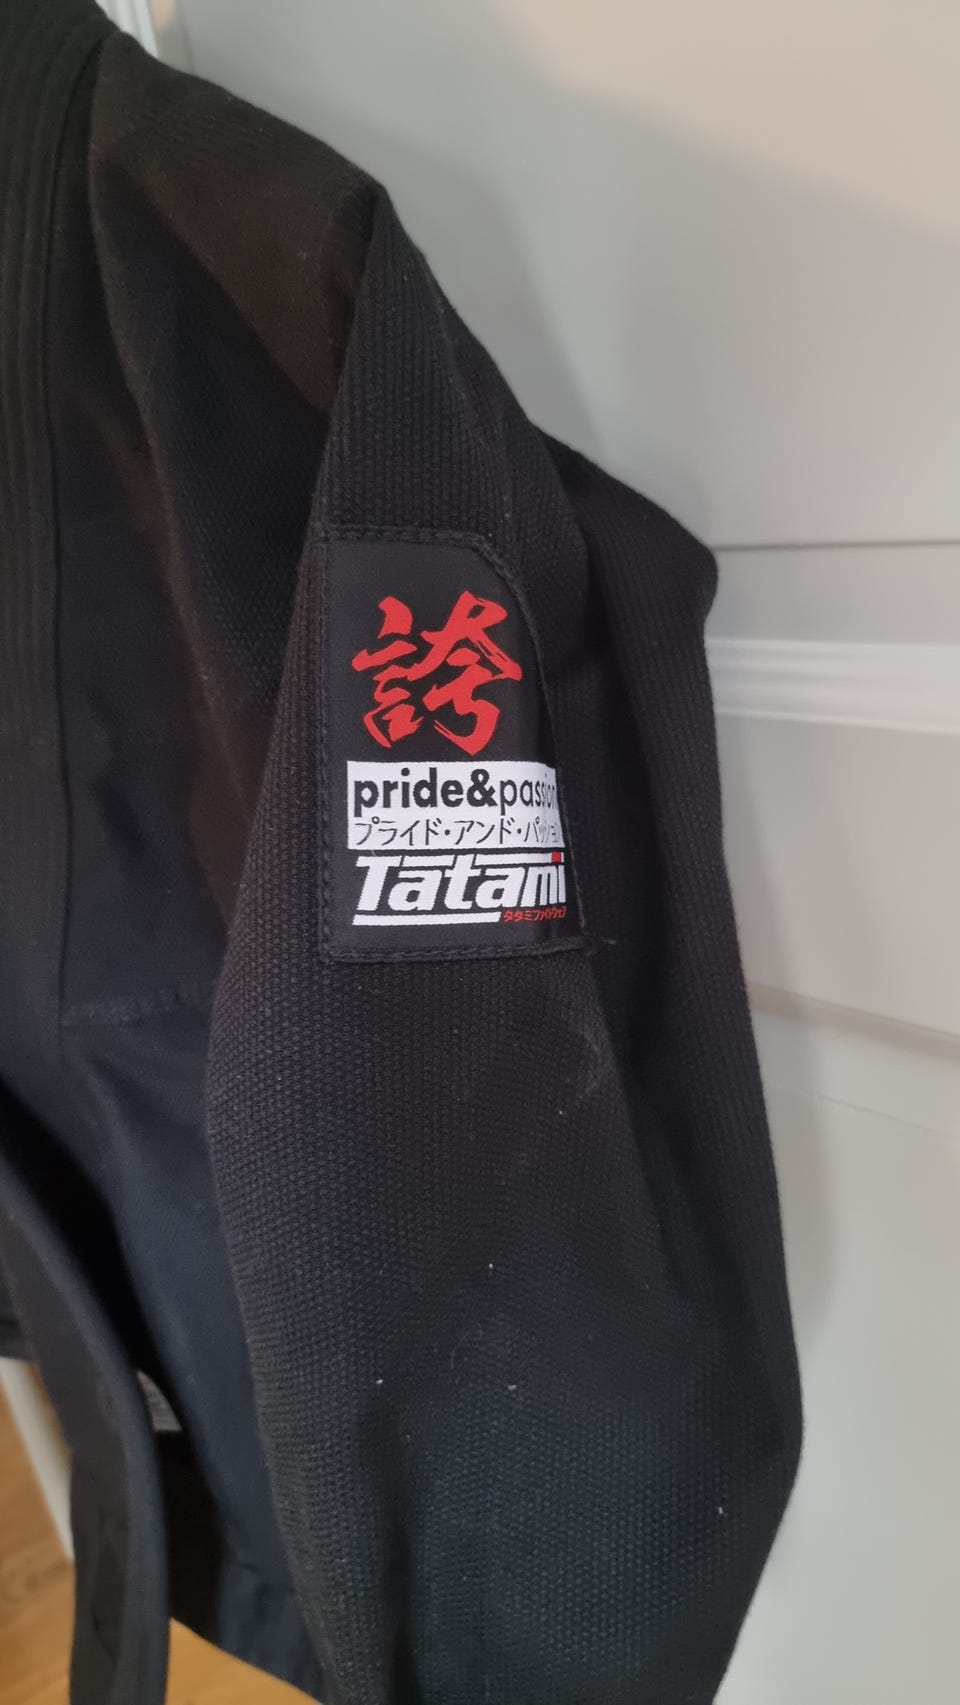 誇
pride&passion
プライド・アンド・パッション
Tatami
タタミファイトウェア